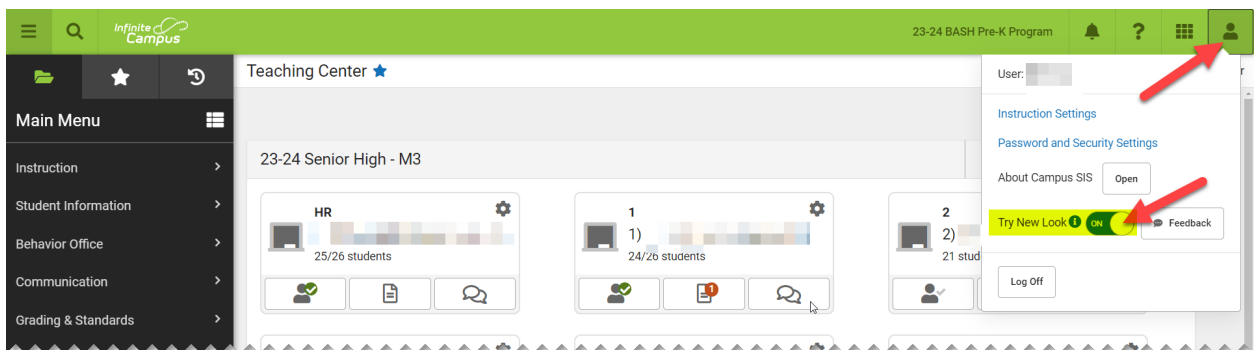 Infinite Campus
23-24 BASH Pre-K Program
?
Teaching Center
User:
Main Menu
Instruction
Student Information
Behavior Office
Communication
Grading & Standards
23-24 Senior High - M3
HR
25/26 students
1
1)
24/26 students
1
2
2)
21 stud
Instruction Settings
Password and Security Settings
About Campus SIS Open
Try New Look ON Feedback
Log Off